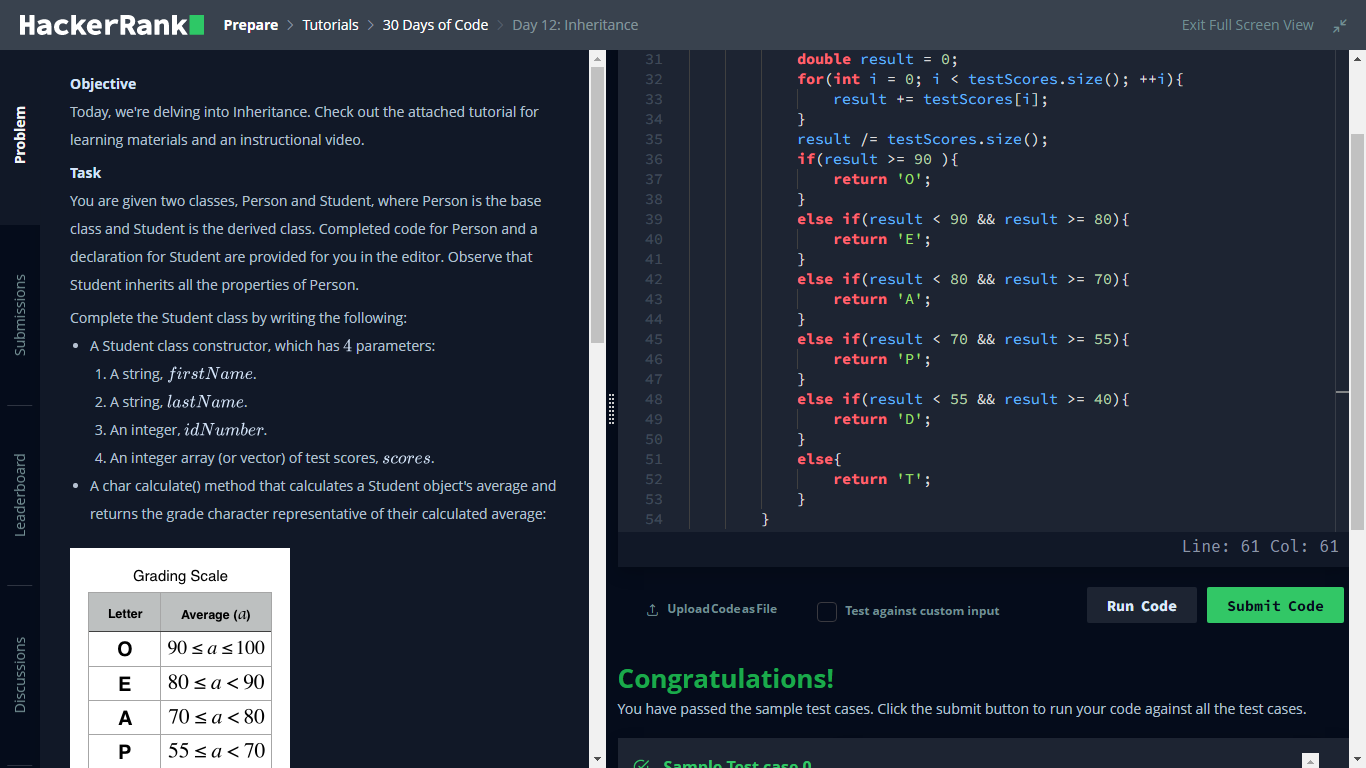 HackerRank Prepare > Tutorials > 30 Days of Code > Day 12: Inheritance Exit Full Screen View
Problem
Submissions
Leaderboard
Discussions
Objective
Today, we're delving into Inheritance. Check out the attached tutorial for
learning materials and an instructional video.
Task
You are given two classes, Person and Student, where Person is the base
class and Student is the derived class. Completed code for Person and a
declaration for Student are provided for you in the editor. Observe that
Student inherits all the properties of Person.
Complete the Student class by writing the following:
• A Student class constructor, which has 4 parameters:
1. A string, firstName.
2. A string, lastName.
3. An integer, idNumber.
4. An integer array (or vector) of test scores, scores.
• A char calculate() method that calculates a Student object's average and
returns the grade character representative of their calculated average:
Grading Scale
Letter Average (a)
O 90 ≤ a ≤ 100
E 80 ≤ a < 90
A 70 ≤ a < 80
P 55 ≤ a < 70
31 double result = 0;
32 for(int i = 0; i < testScores.size(); ++i){
33 result += testScores[i];
34 }
35 result /= testScores.size();
36 if(result >= 90 ){
37 return 'O';
38 }
39 else if(result < 90 && result >= 80){
40 return 'E';
41 }
42 else if(result < 80 && result >= 70){
43 return 'A';
44 }
45 else if(result < 70 && result >= 55){
46 return 'P';
47 }
48 else if(result < 55 && result >= 40){
49 return 'D';
50 }
51 else{
52 return 'T';
53 }
54 }
Line: 61 Col: 61
Upload Code as File Test against custom input Run Code Submit Code
Congratulations!
You have passed the sample test cases. Click the submit button to run your code against all the test cases.
Sample Test case 0